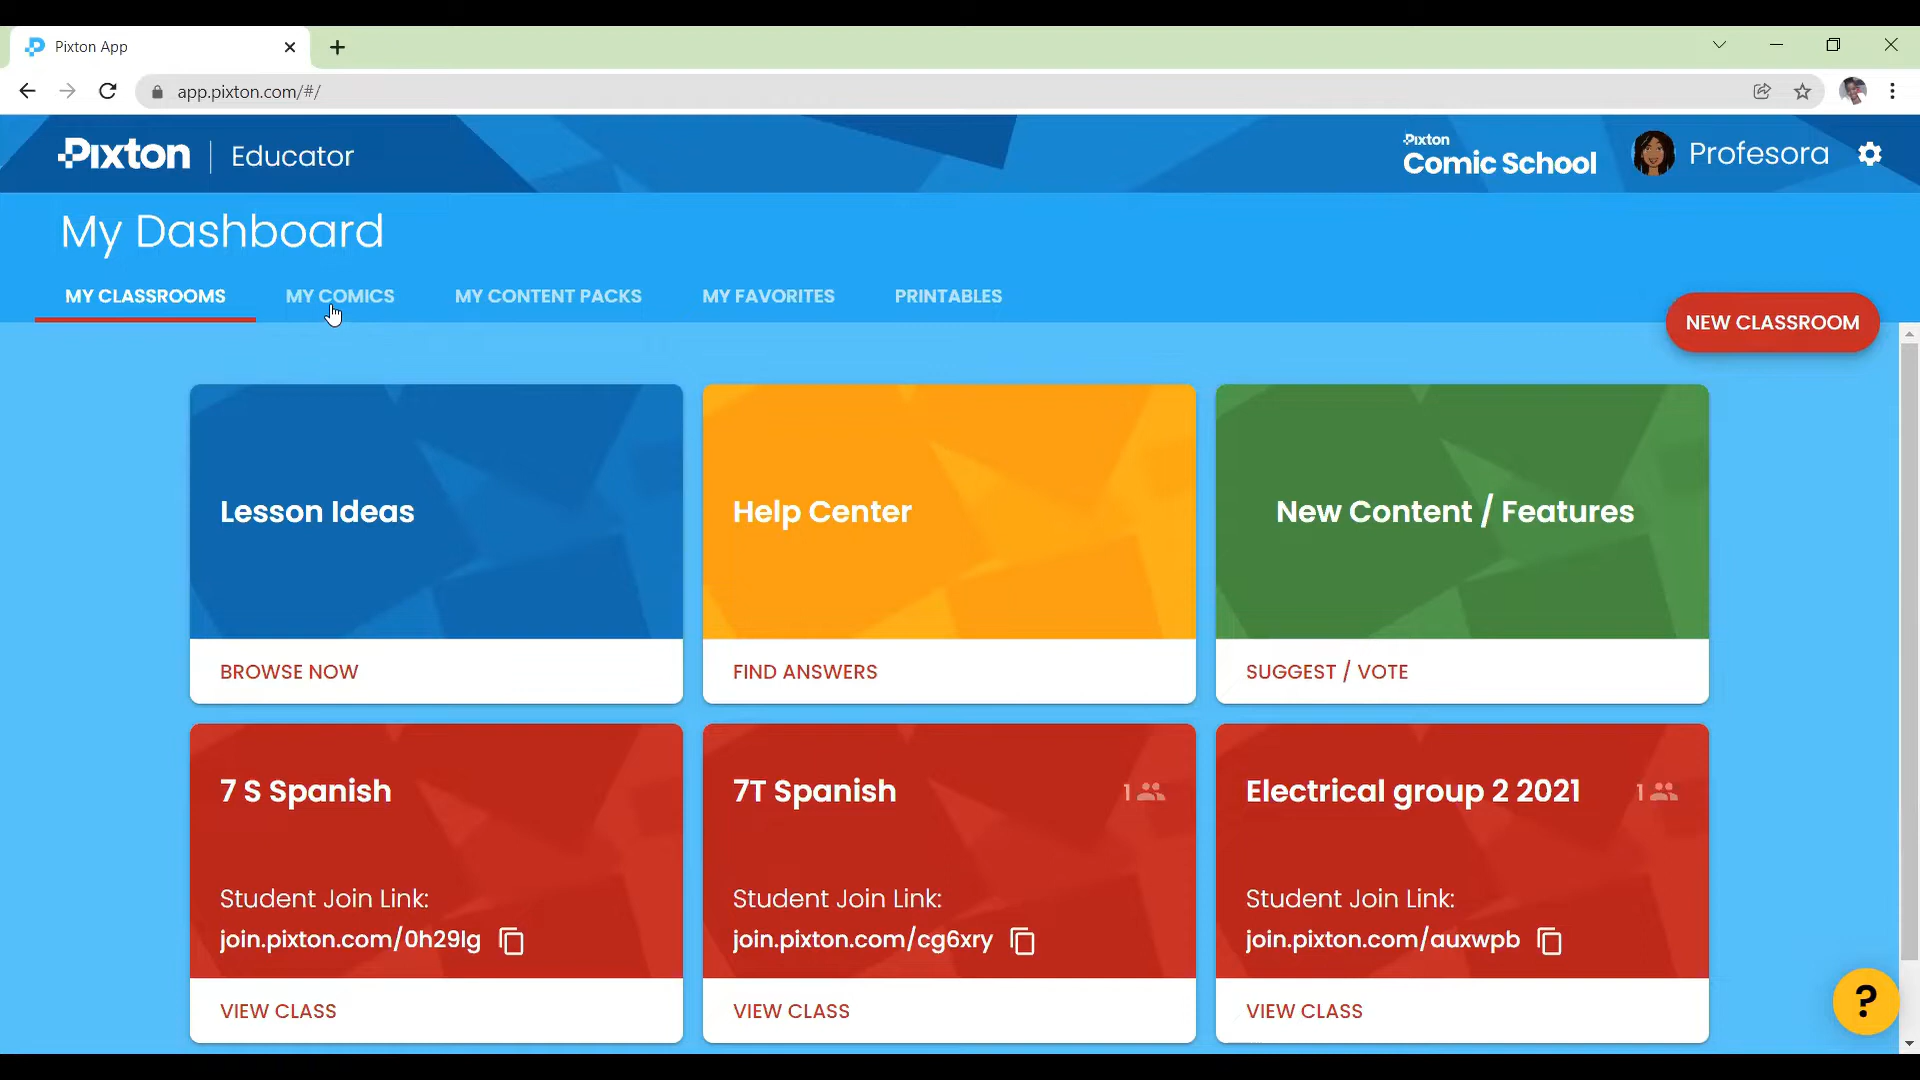 Pixton App
app.pixton.com/#/
Pixton Educator
Pixton
Comic School
Profesora
My Dashboard
MY CLASSROOMS MY COMICS MY CONTENT PACKS MY FAVORITES PRINTABLES
NEW CLASSROOM
Lesson Ideas
BROWSE NOW
Help Center
FIND ANSWERS
New Content / Features
SUGGEST / VOTE
7 S Spanish
Student Join Link:
join.pixton.com/0h29lg
VIEW CLASS
7T Spanish 1
Student Join Link:
join.pixton.com/cg6xry
VIEW CLASS
Electrical group 2 2021 1
Student Join Link:
join.pixton.com/auxwpb
VIEW CLASS
?